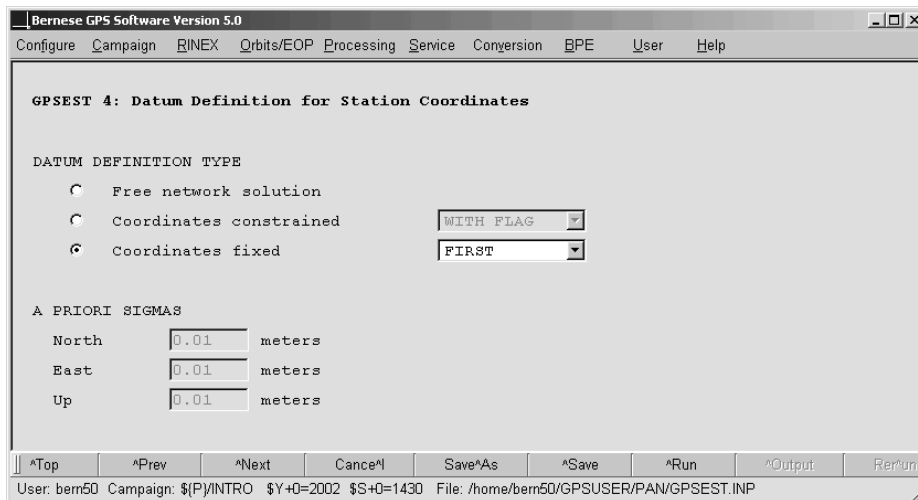 Bernese GPS Software Version 5.0
Configure Campaign RINEX Orbits/EOP Processing Service Conversion BPE User Help
GPSEST 4: Datum Definition for Station Coordinates
DATUM DEFINITION TYPE
Free network solution
Coordinates constrained WITH FLAG
Coordinates fixed FIRST
A PRIORI SIGMAS
North 0.01 meters
East 0.01 meters
Up 0.01 meters
^Top ^Prev ^Next Cance^l Save^As ^Save ^Run ^Output Rer^un
User: bern50 Campaign: ${P}/INTRO $Y+0=2002 $S+0=1430 File: /home/bern50/GPSUSER/PAN/GPSEST.INP